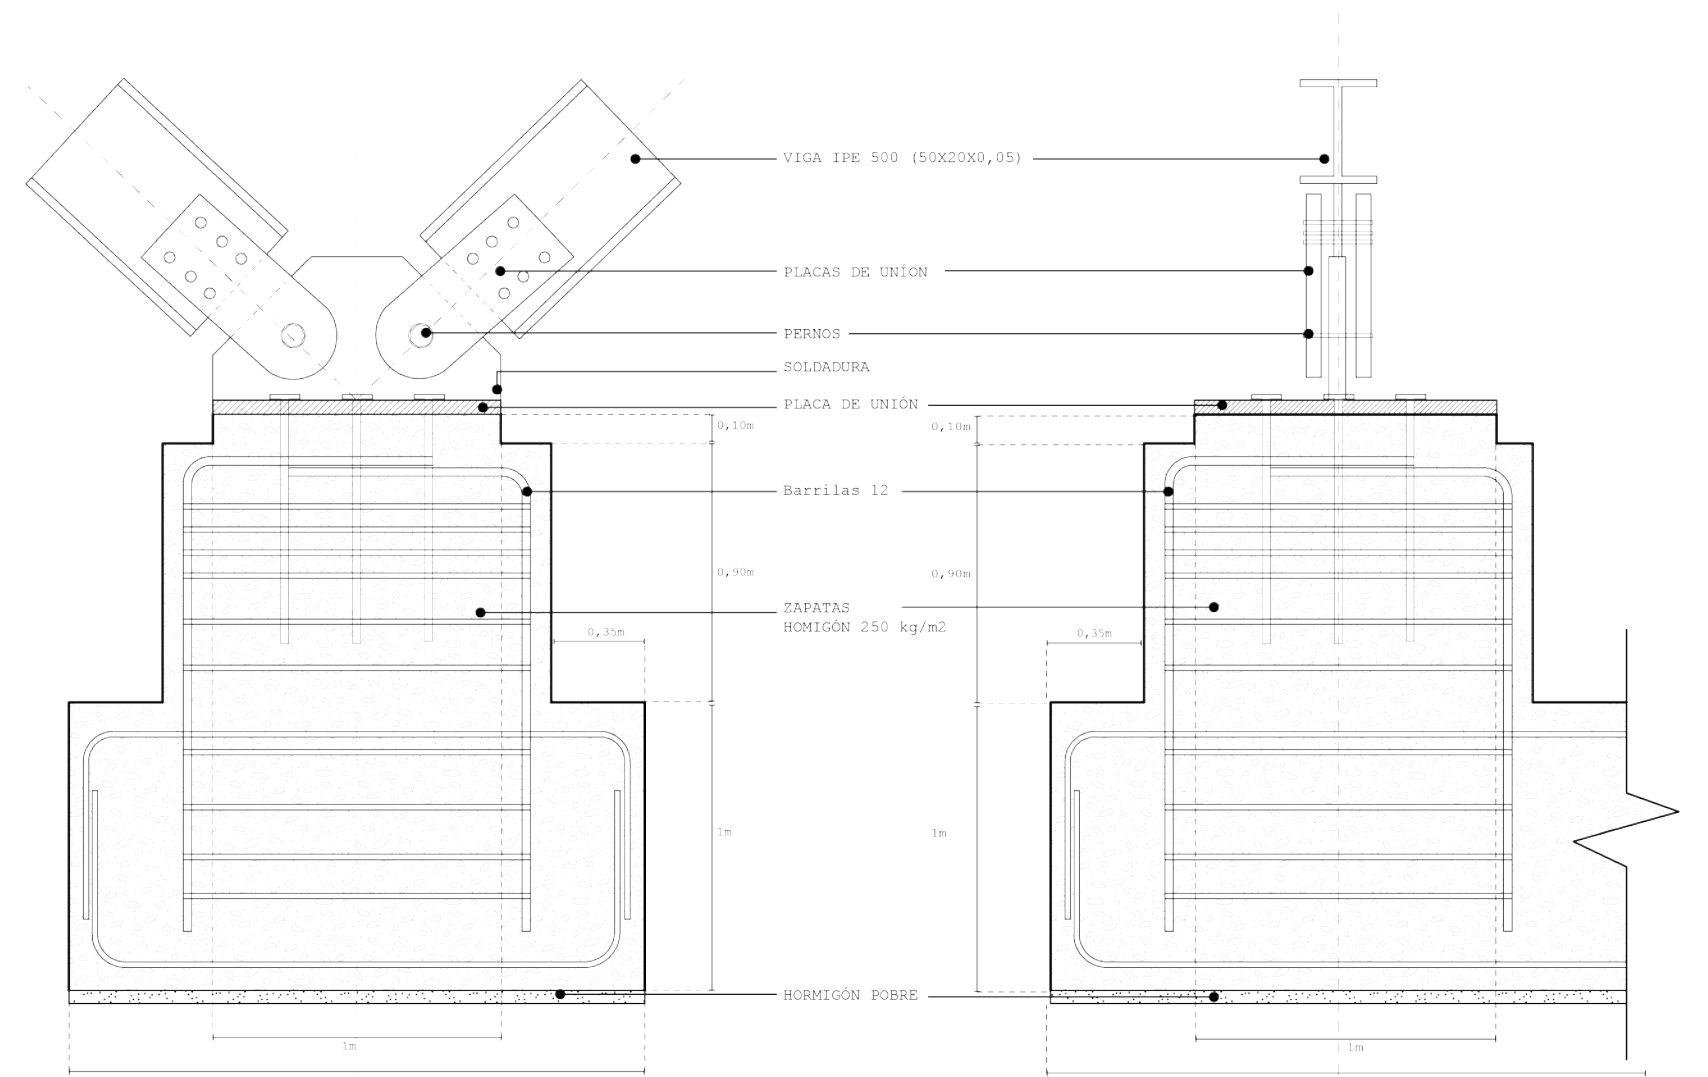 VIGA IPE 500 (50X20X0,05)
PLACAS DE UNÍON
PERNOS
SOLDADURA
PLACA DE UNIÓN
0,10m
0,10m
Barrilas 12
0,90m
0,90m
ZAPATAS
HOMIGÓN 250 kg/m2
0,35m
0,35m
1m
1m
HORMIGÓN POBRE
1m
1m